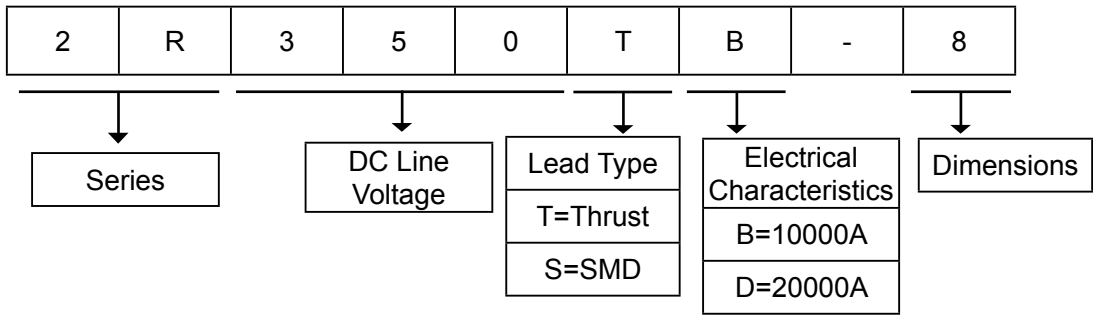 2 R 3 5 0 T B - 8
Series
DC Line
Voltage
Lead Type
T=Thrust
S=SMD
Electrical
Characteristics
B=10000A
D=20000A
Dimensions